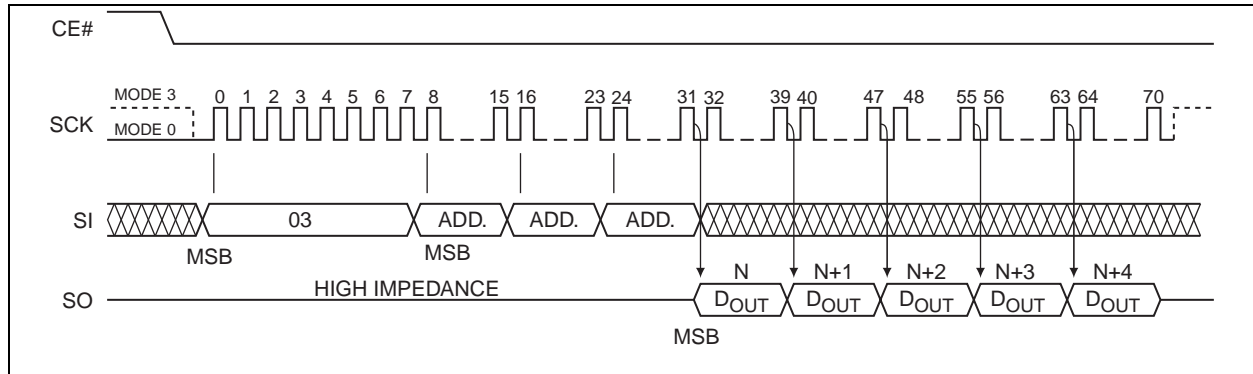 CE#
MODE 3
0 1 2 3 4 5 6 7 8 15 16 23 24 31 32 39 40 47 48 55 56 63 64 70
SCK
MODE 0
SI
03 ADD. ADD. ADD.
MSB MSB
N N+1 N+2 N+3 N+4
HIGH IMPEDANCE
SO
DOUT DOUT DOUT DOUT DOUT
MSB